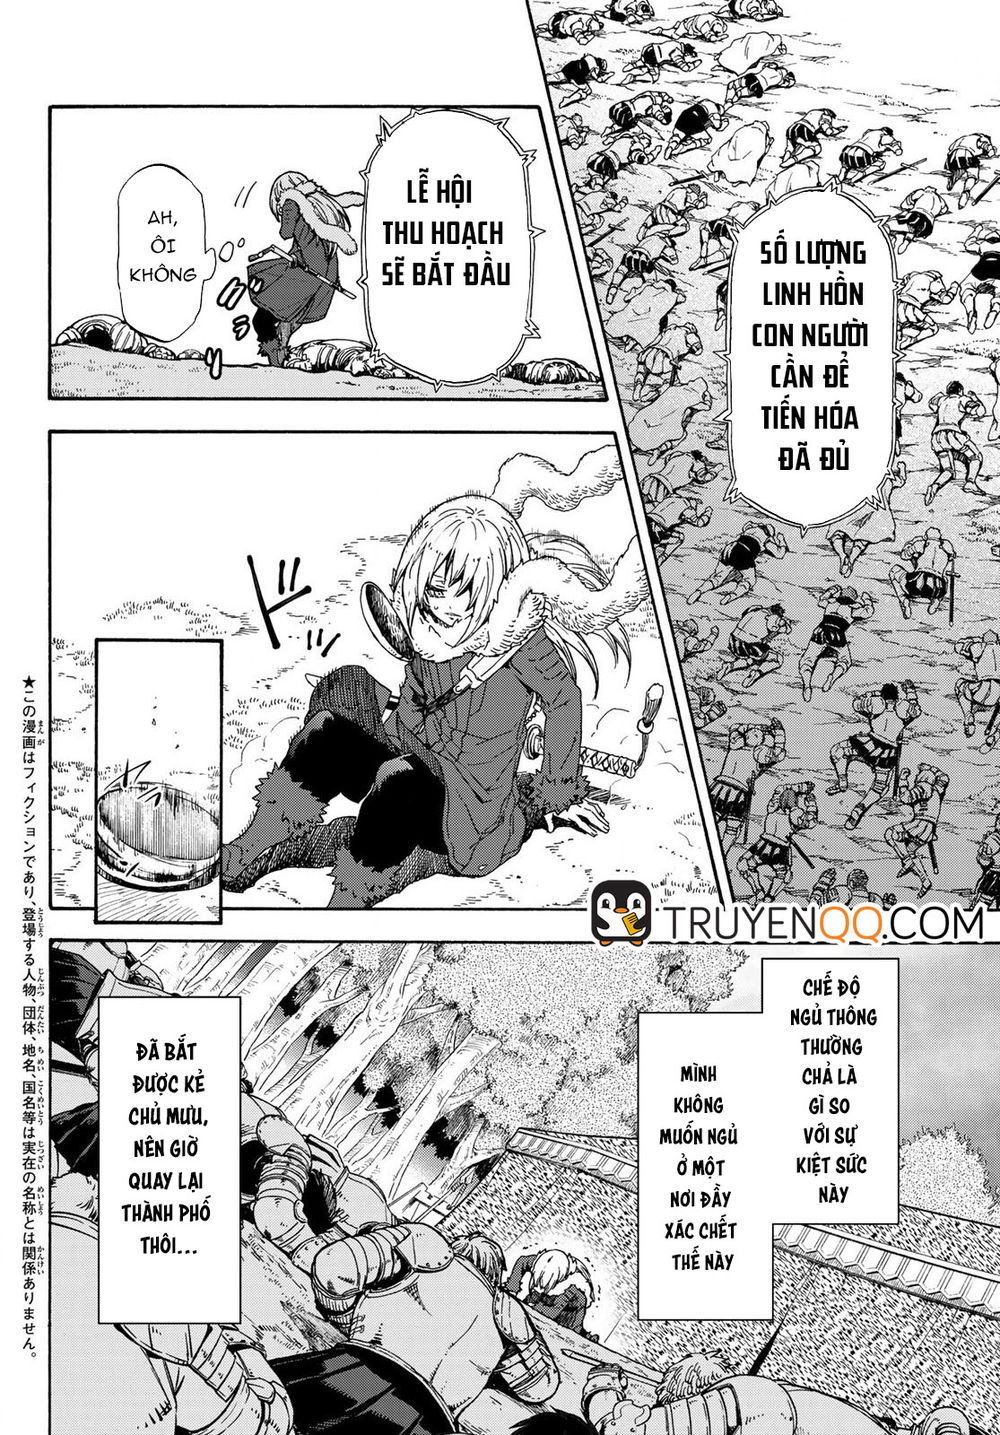 SỐ LƯỢNG
LINH HỒN
CON NGƯỜI
CẦN ĐỂ
TIẾN HÓA
ĐÃ ĐỦ
LỄ HỘI
THU HOẠCH
SẼ BẮT ĐẦU
AH,
ÔI
KHÔNG
ドッ
TRUYENQQ.COM
CHẾ ĐỘ
NGỦ THÔNG
THƯỜNG
CHẢ LÀ
GÌ SO
VỚI SỰ
KIỆT SỨC
NÀY
MÌNH
KHÔNG
MUỐN NGỦ
Ở MỘT
NƠI ĐẦY
XÁC CHẾT
THẾ NÀY
ĐÃ BẮT
ĐƯỢC KẺ
CHỦ MƯU,
NÊN GIỜ
QUAY LẠI
THÀNH PHỐ
THÔI...
★この漫画はフィクションであり、登場する人物、団体、地名、国名等は実在の名称とは関係ありません。